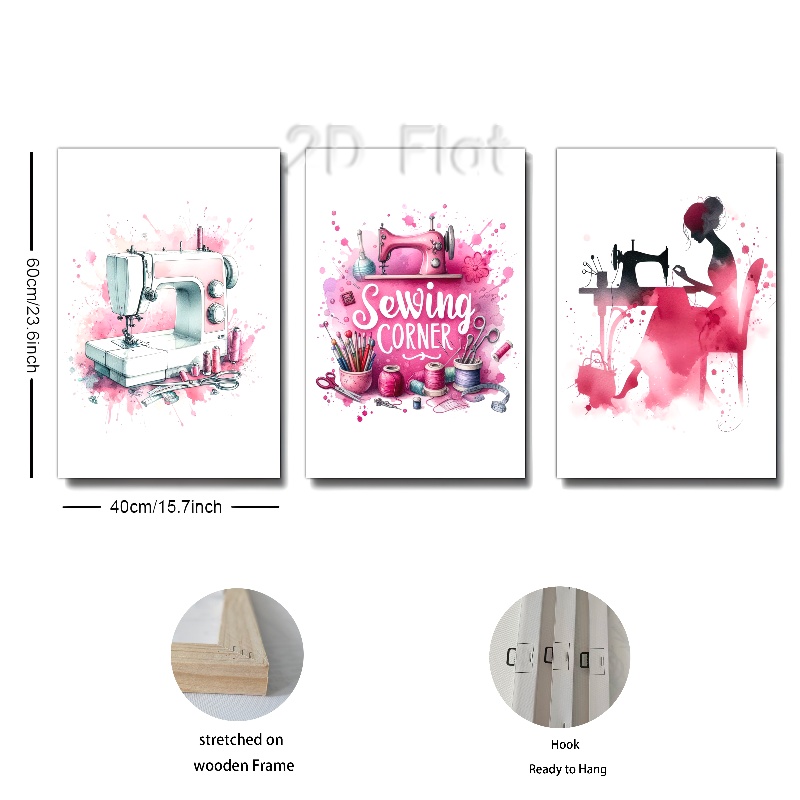 2D Flat
60cm/23.6inch
Sewing
CORNER
40cm/15.7inch
stretched on
wooden Frame
Hook
Ready to Hang